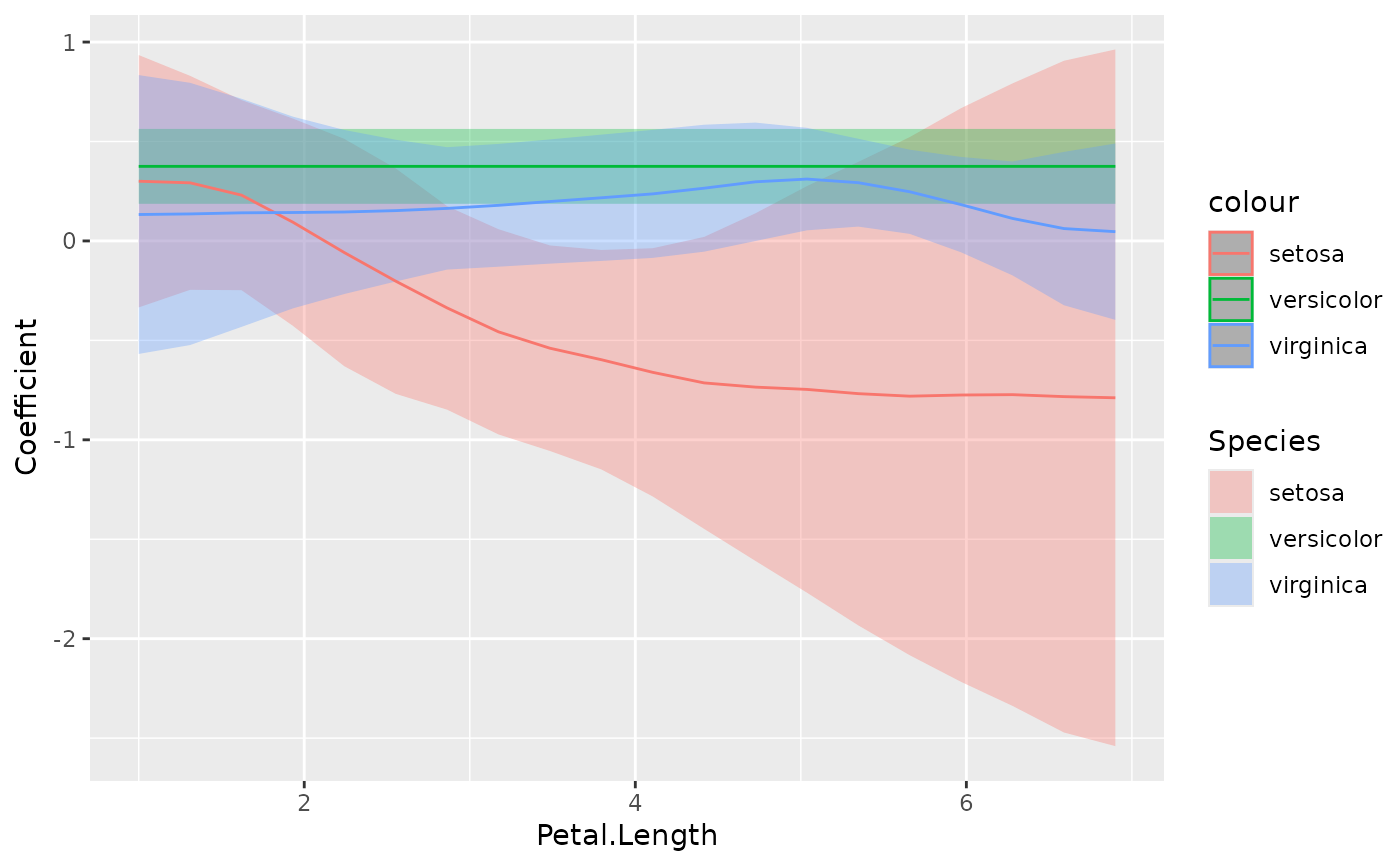 1
0
-1
-2
Coefficient
2
4
6
Petal.Length
colour
setosa
versicolor
virginica
Species
setosa
versicolor
virginica